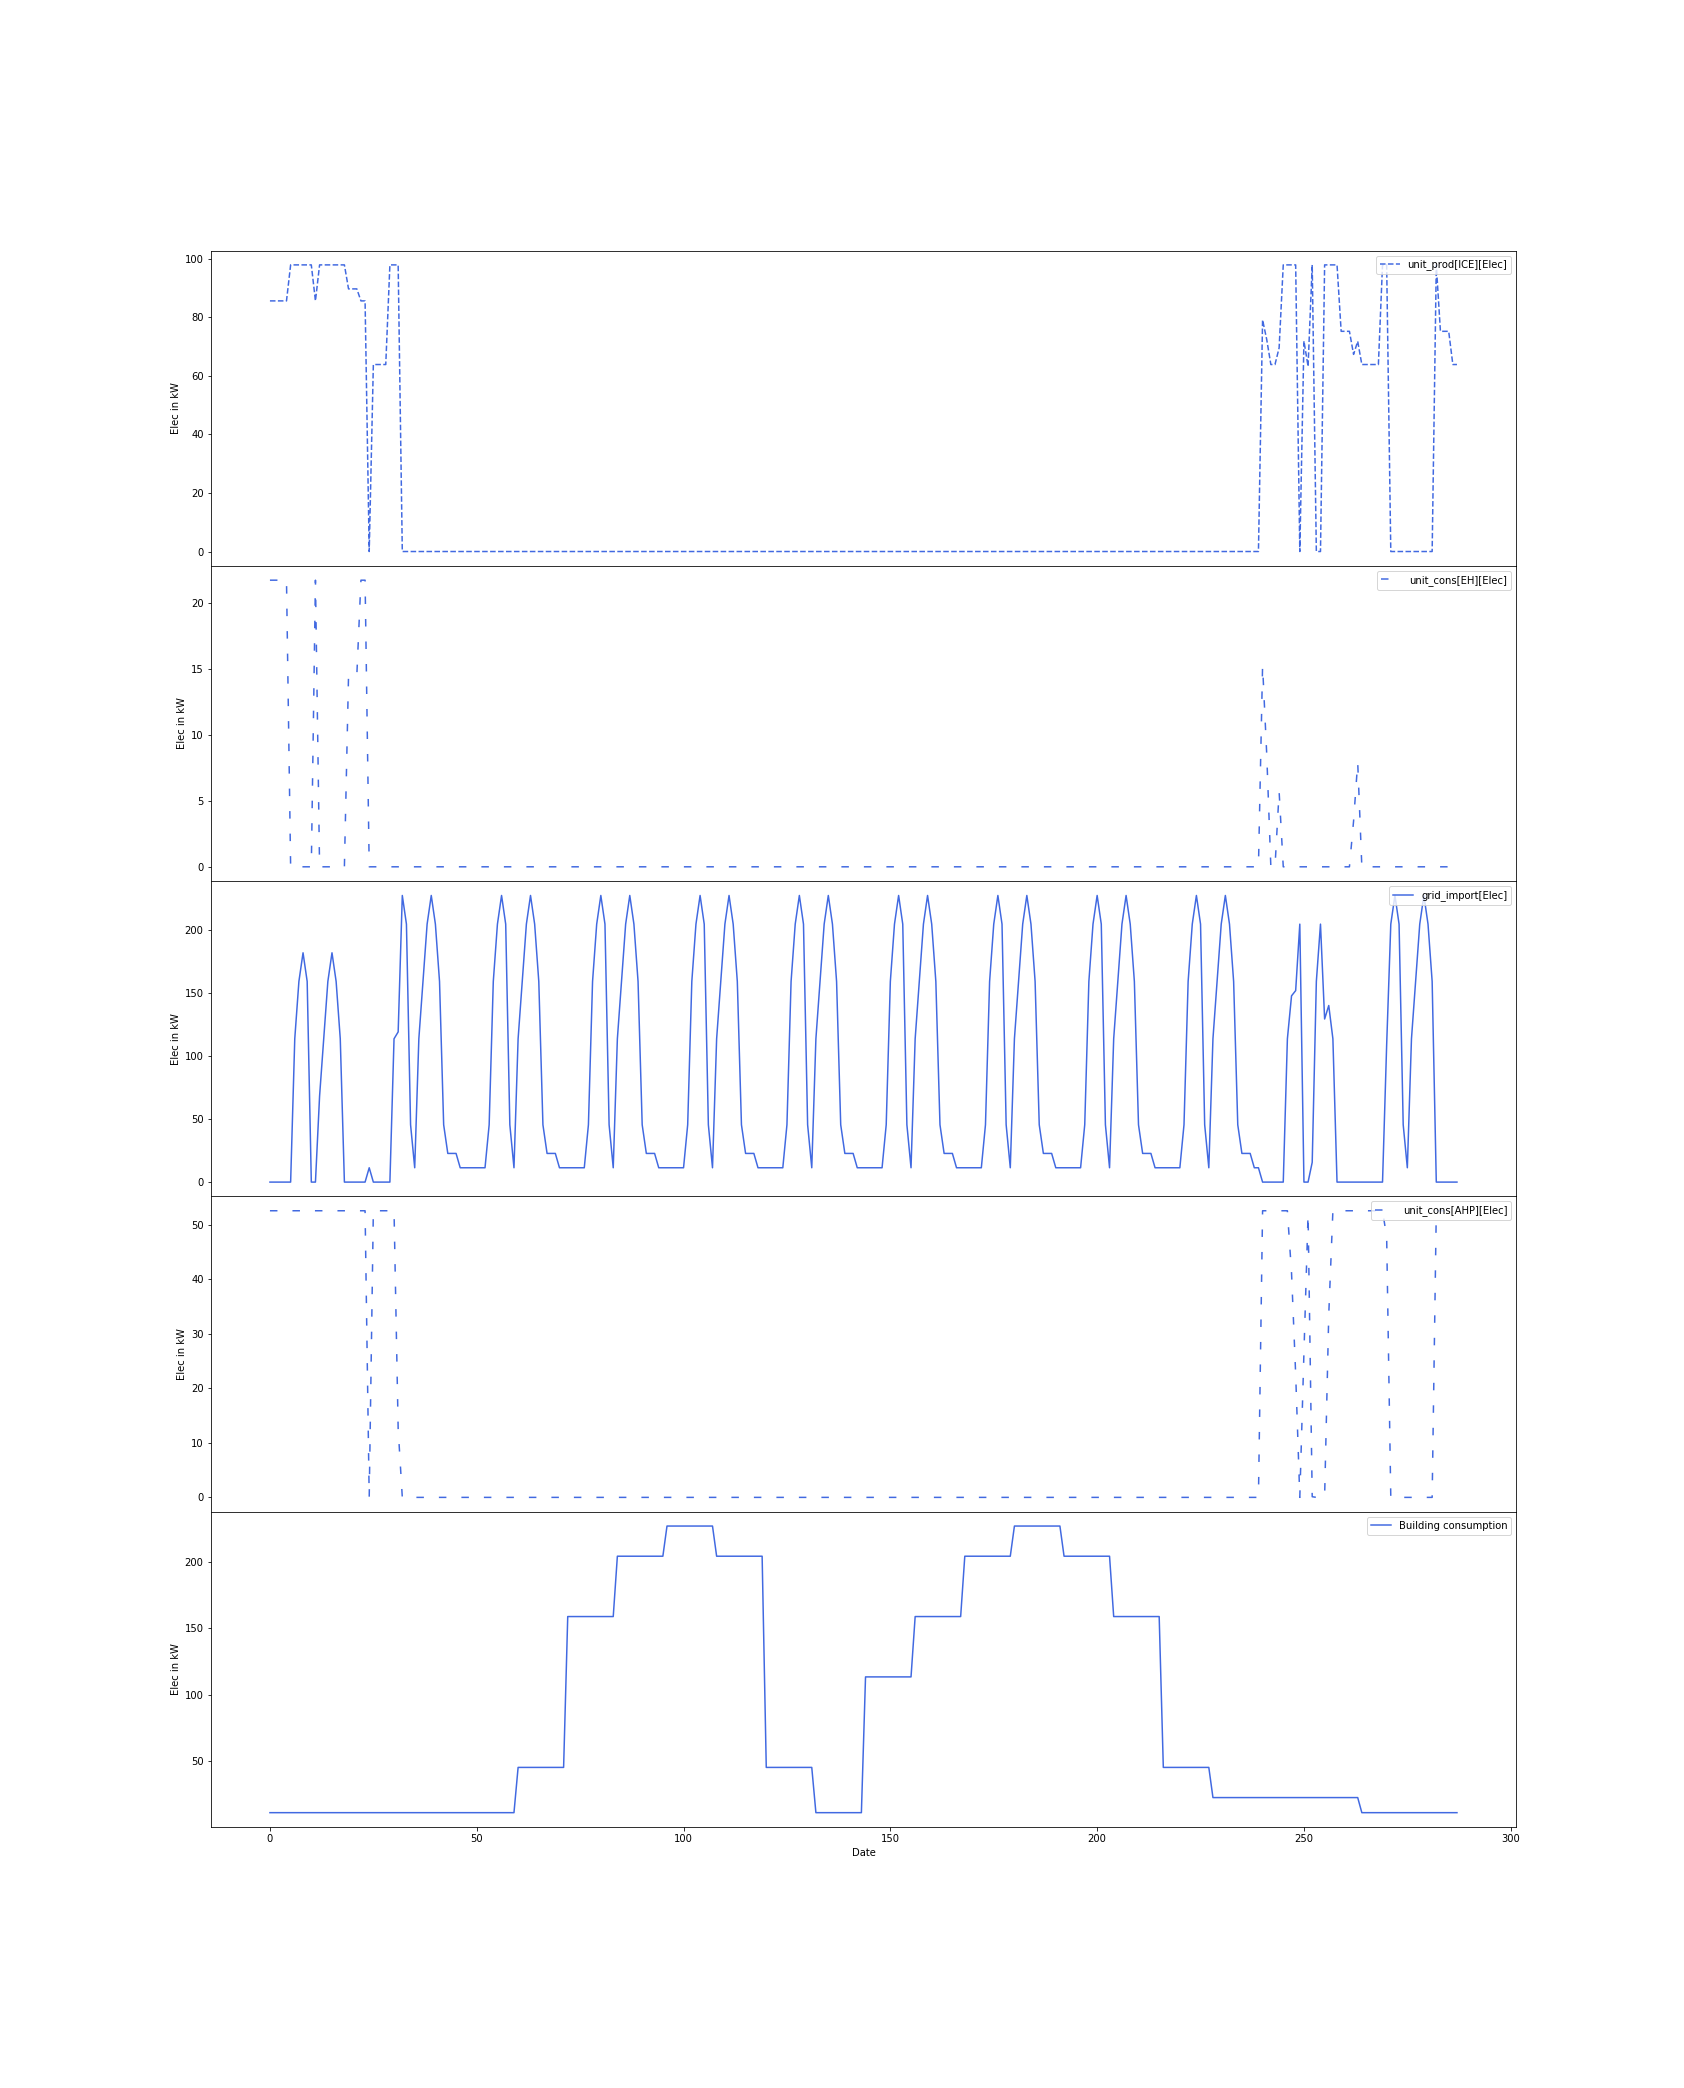 100
80
60
40
20
0
Elec in kW
unit_prod[ICE][Elec]
20
15
10
5
0
Elec in kW
unit_cons[EH][Elec]
200
150
100
50
0
Elec in kW
grid_import[Elec]
50
40
30
20
10
0
Elec in kW
unit_cons[AHP][Elec]
200
150
100
50
Elec in kW
Building consumption
0 50 100 150 200 250 300
Date